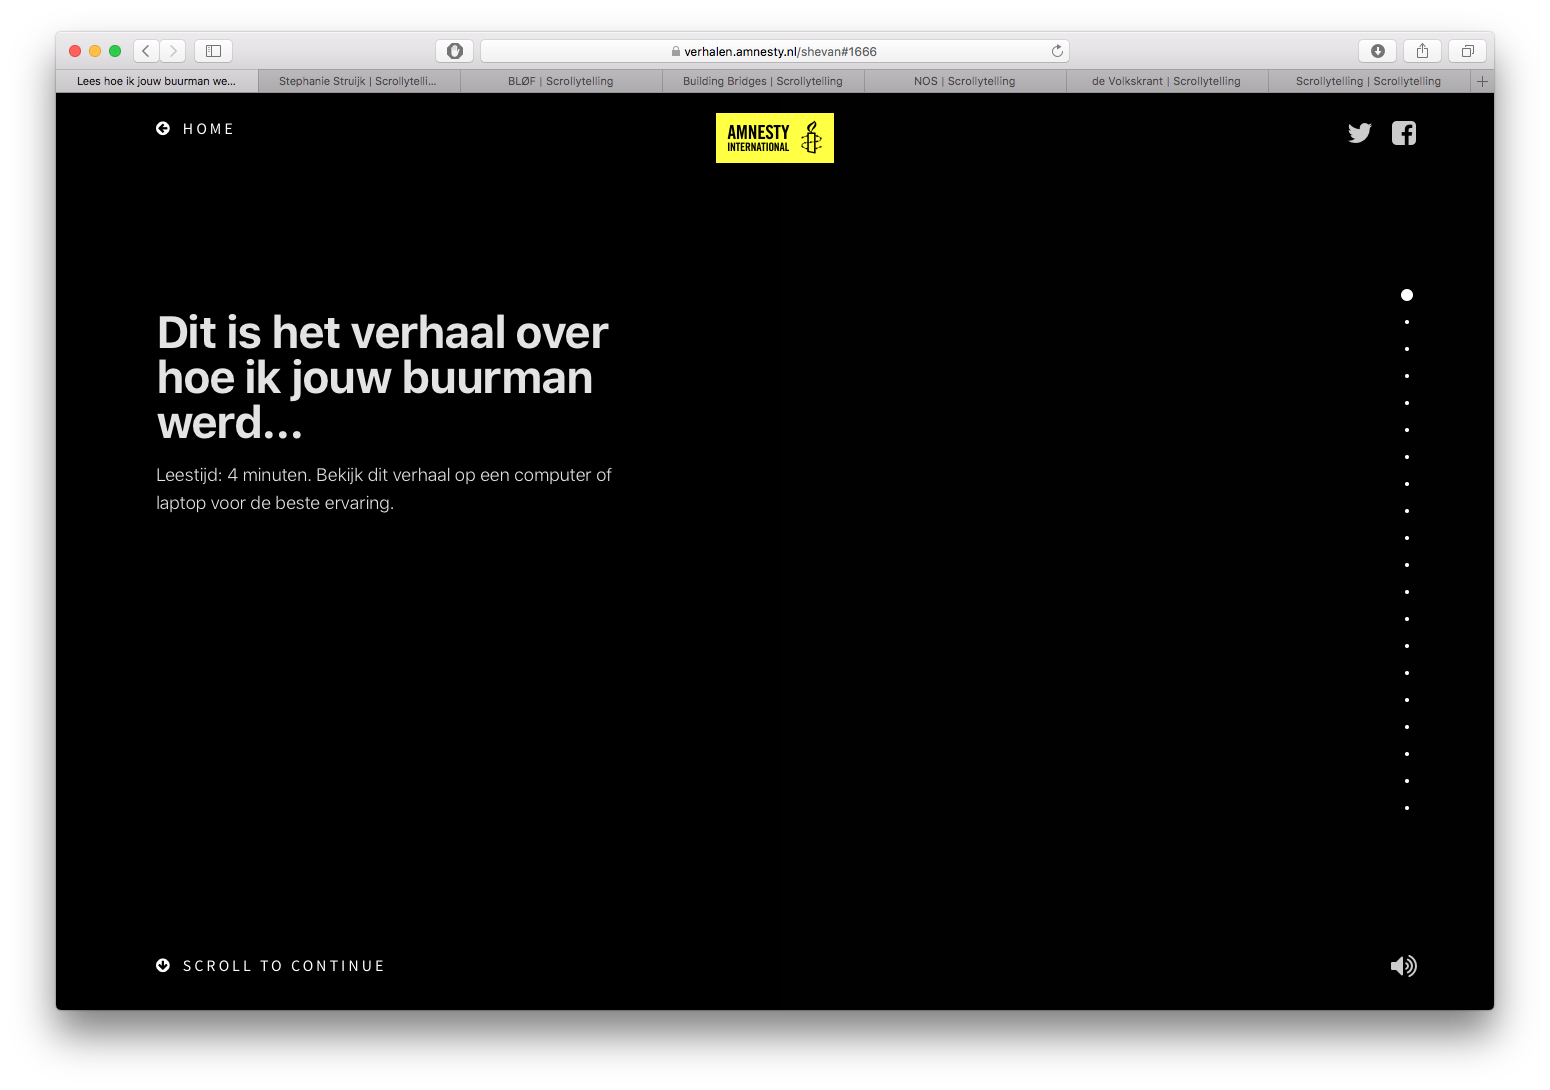 verhalen.amnesty.nl/shevan#1666
Lees hoe ik jouw buurman we...
Stephanie Struijk | Scrollytelli...
BLØF | Scrollytelling
Building Bridges | Scrollytelling
NOS | Scrollytelling
de Volkskrant | Scrollytelling
Scrollytelling | Scrollytelling
HOME
AMNESTY
INTERNATIONAL
Dit is het verhaal over
hoe ik jouw buurman
werd...
Leestijd: 4 minuten. Bekijk dit verhaal op een computer of
laptop voor de beste ervaring.
SCROLL TO CONTINUE